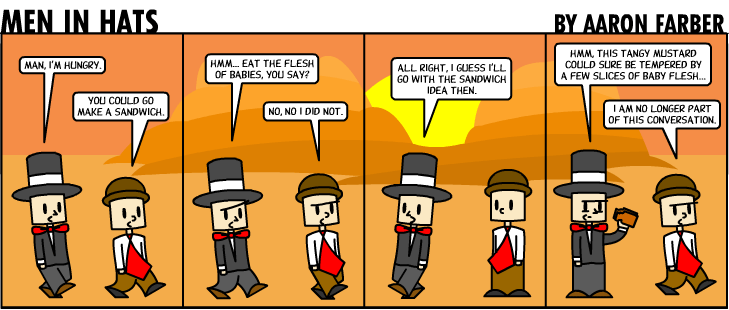 MEN IN HATS
BY AARON FARBER
MAN, I'M HUNGRY.
YOU COULD GO
MAKE A SANDWICH.
HMM... EAT THE FLESH
OF BABIES, YOU SAY?
NO, NO I DID NOT.
ALL RIGHT, I GUESS I'LL
GO WITH THE SANDWICH
IDEA THEN.
HMM, THIS TANGY MUSTARD
COULD SURE BE TEMPERED BY
A FEW SLICES OF BABY FLESH...
I AM NO LONGER PART
OF THIS CONVERSATION.